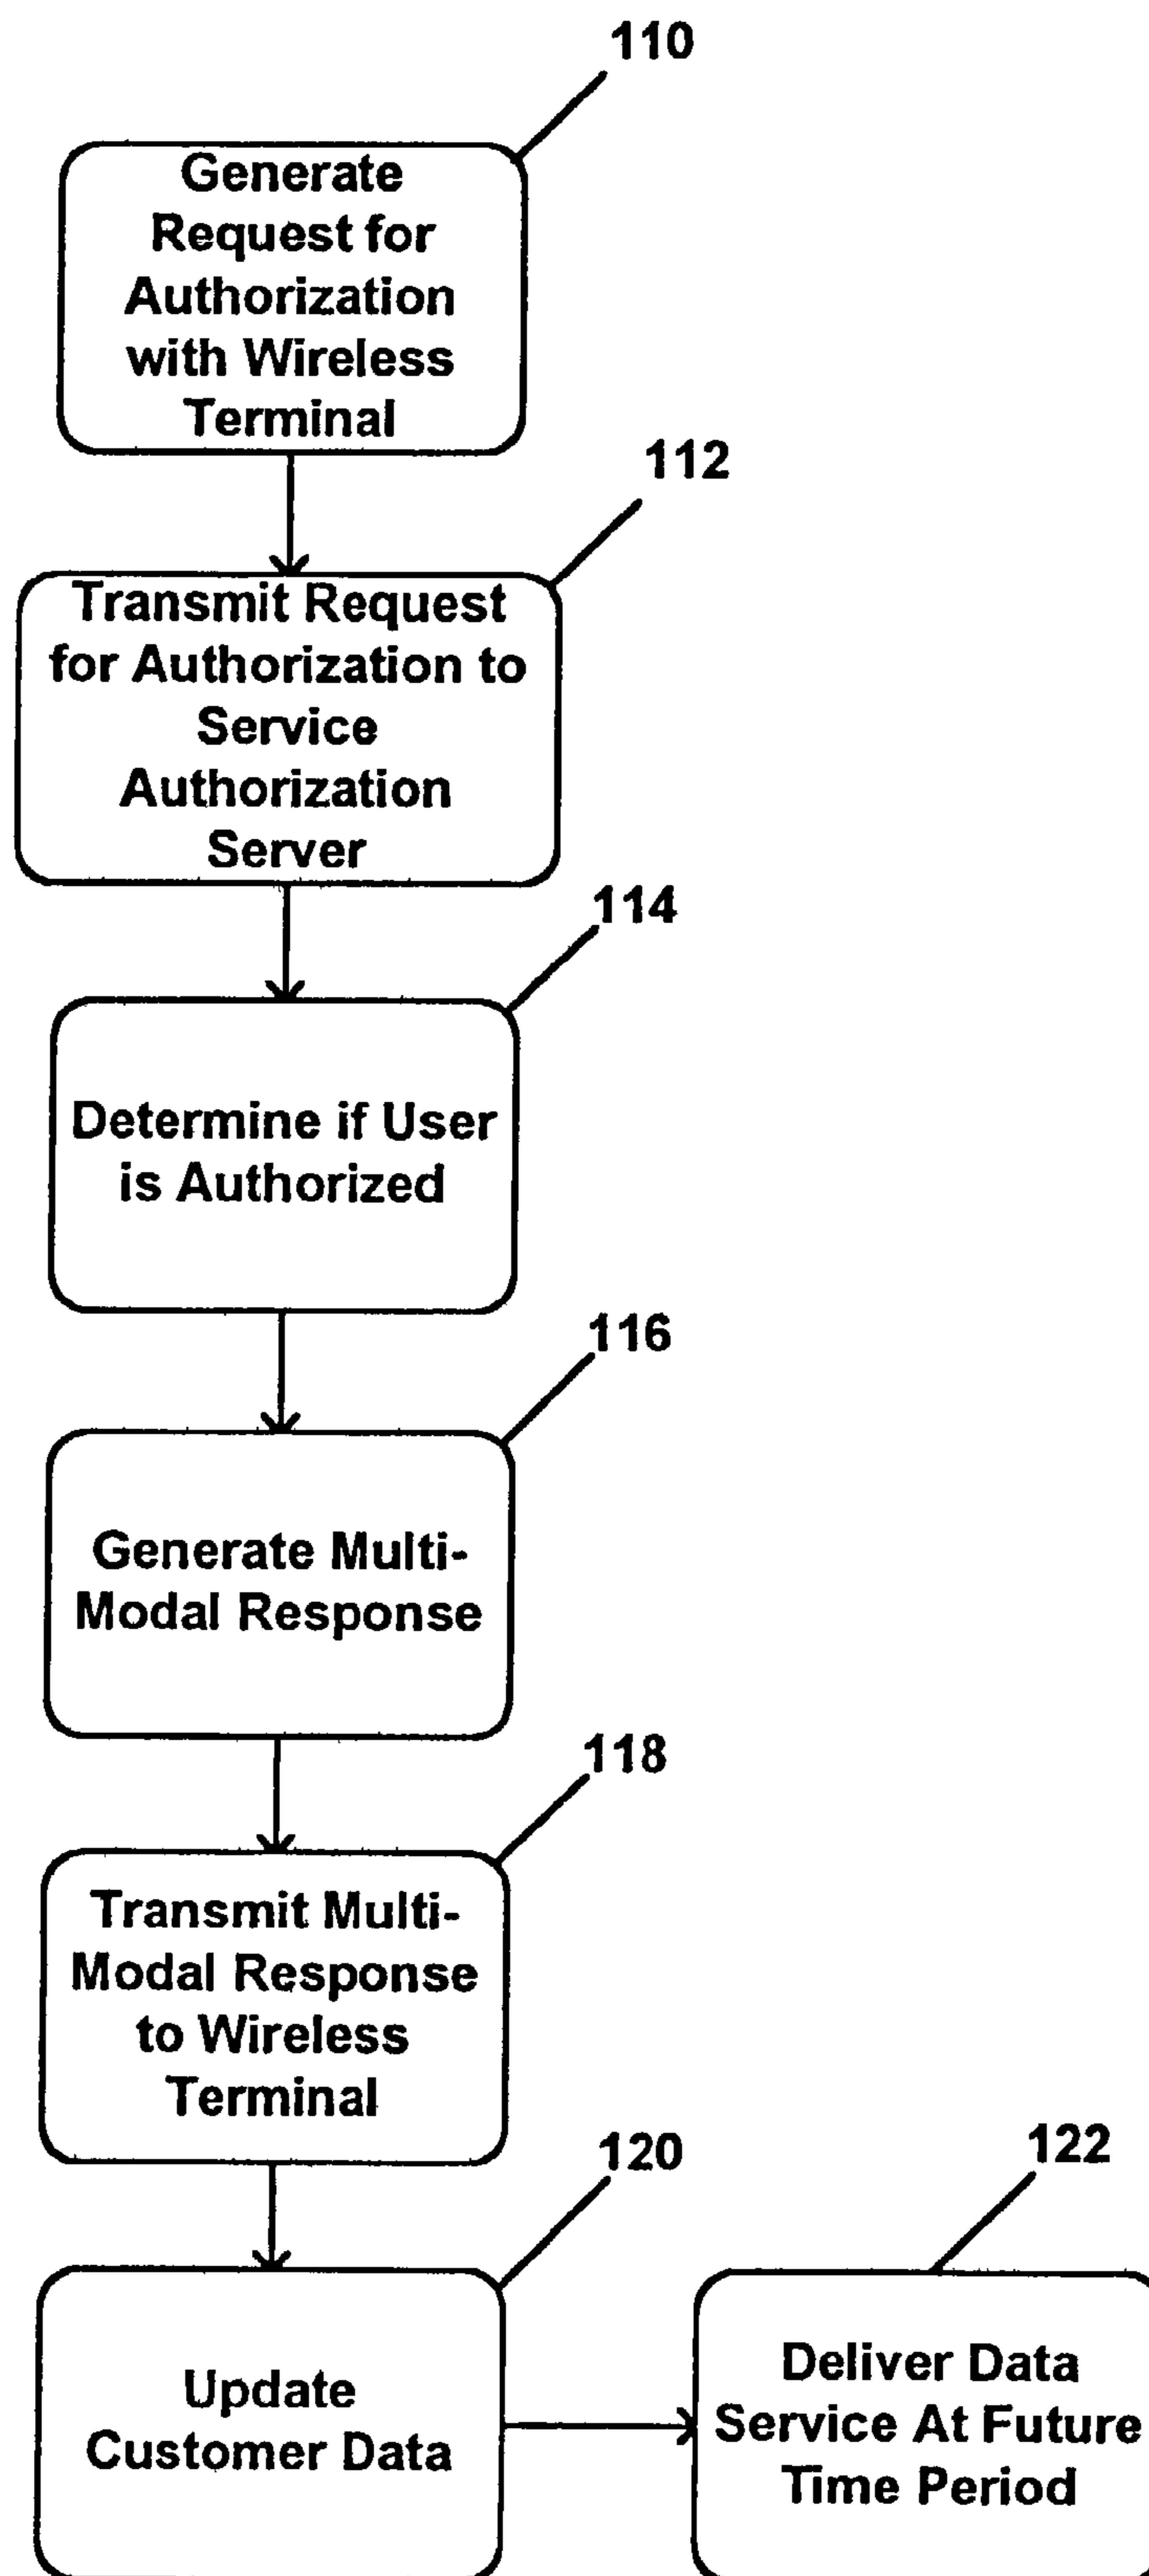 110
Generate
Request for
Authorization
with Wireless
Terminal
112
Transmit Request
for Authorization to
Service
Authorization
Server
114
Determine if User
is Authorized
116
Generate Multi-
Modal Response
118
Transmit Multi-
Modal Response
to Wireless
Terminal
120
Update
Customer Data
122
Deliver Data
Service At Future
Time Period